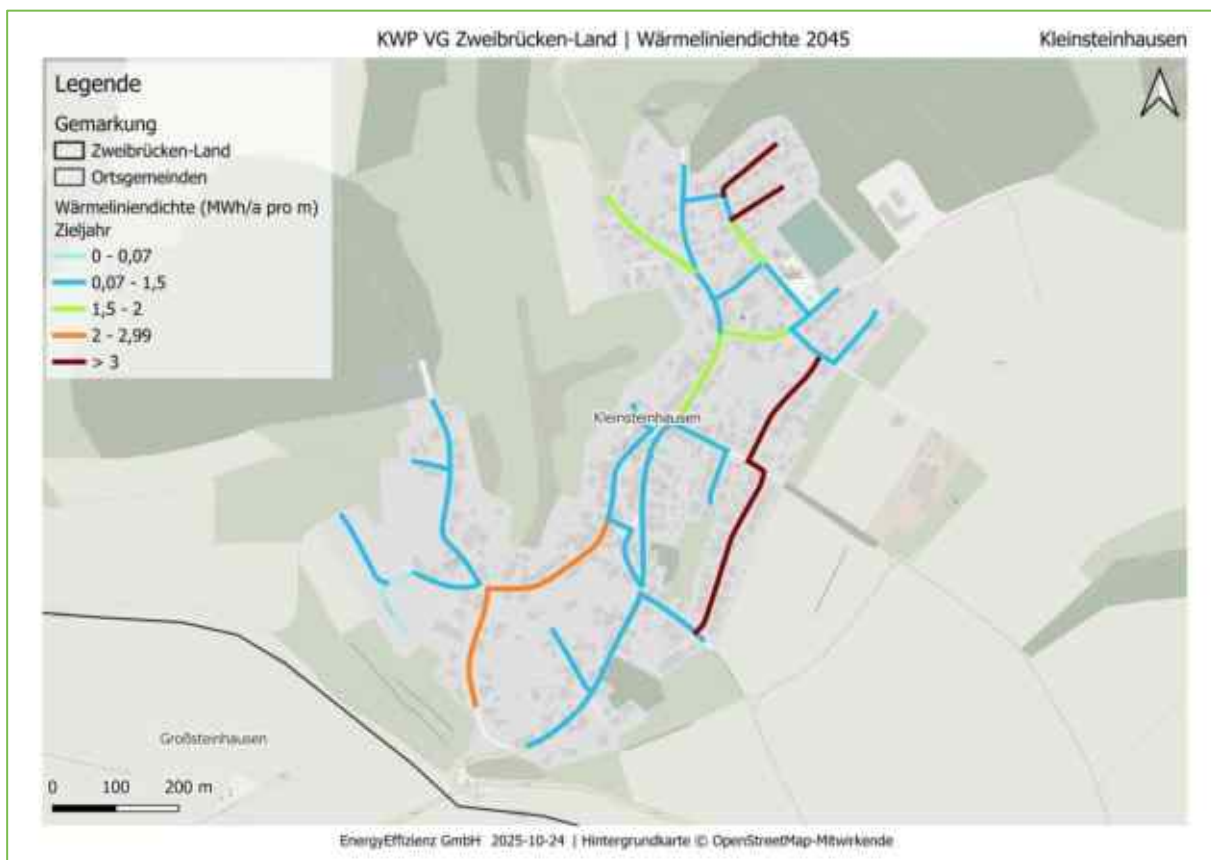 KWP VG Zweibrücken-Land | Wärmeliniendichte 2045
Kleinsteinhausen
Legende
Gemarkung
Zweibrücken-Land
Ortsgemeinden
Wärmeliniendichte (MWh/a pro m)
Zieljahr
0 - 0,07
0,07 - 1,5
1,5 - 2
2 - 2,99
> 3
Kleinsteinhausen
Großsteinhausen
0 100 200 m
EnergyEffizienz GmbH 2025-10-24 | Hintergrundkarte © OpenStreetMap-Mitwirkende